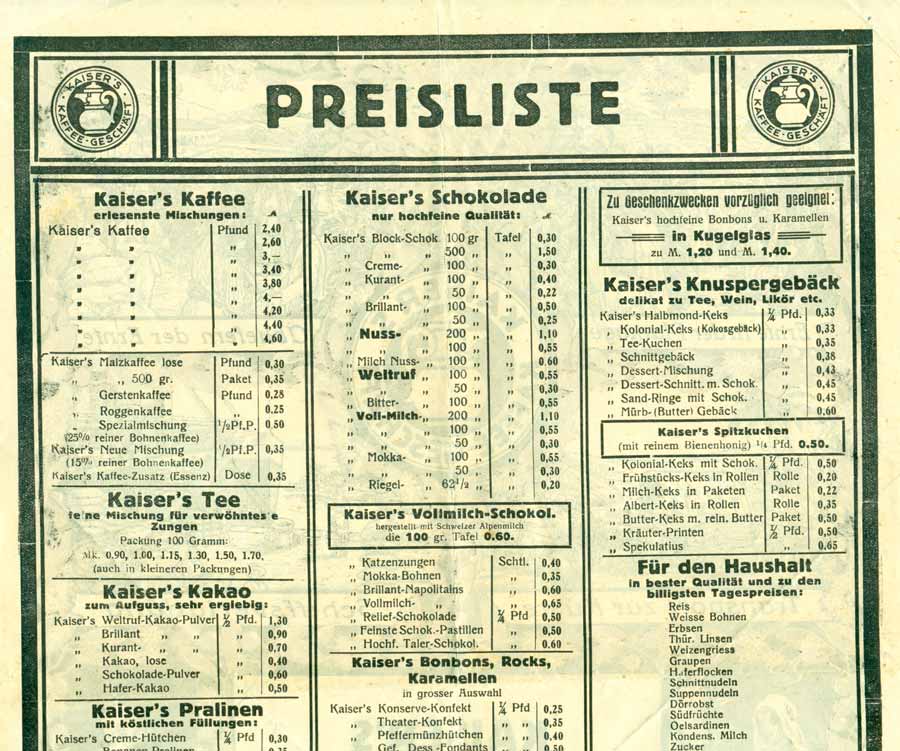 KAISER'S KAFFEE-GESCHÄFT
PREISLISTE
KAISER'S KAFFEE-GESCHÄFT
Kaiser's Kaffee
erlesenste Mischungen: M
Kaiser's Kaffee Pfund 2,40
" " " 2,60
" " " 3,—
" " " 3,40
" " " 3,80
" " " 4,—
" " " 4,20
" " " 4,40
" " " 4,60
Kaiser's Malzkaffee lose Pfund 0,30
" " 500 gr. Paket 0,35
" Gerstenkaffee Pfund 0,28
" Roggenkaffee " 0.25
" Spezialmischung ½Pf.P. 0 50
(25% reiner Bohnenkaffee)
Kaiser's Neue Mischung ½Pf.P. 0,35
(15% reiner Bohnenkaffee)
Kaiser's Kaffee-Zusatz (Essenz) Dose 0,35
Kaiser's Tee
feine Mischung für verwöhnteste
Zungen
Packung 100 Gramm:
Mk. 0.90, 1.00, 1.15, 1.30, 1.50, 1.70.
(auch in kleineren Packungen)
Kaiser's Kakao
zum Aufguss, sehr ergiebig:
Kaiser's Weltruf-Kakao-Pulver ½ Pfd. 1,30
" Brillant " " " 0,90
" Kurant- " " " 0,70
" Kakao, lose " 0,40
" Schokolade-Pulver " 0,60
" Hafer-Kakao " 0,50
Kaiser's Pralinen
mit köstlichen Füllungen:
Kaiser's Creme-Hütchen ¼ Pfd 0,30
" Bananen-Pralinen " 0,35
Kaiser's Schokolade
nur hochfeine Qualität: M
Kaiser's Block-Schok. 100 gr Tafel 0,30
" " " 500 " " 1,50
" Creme- " 100 " " 0,30
" Kurant- " 100 " " 0,40
" " 50 " " 0,22
" Brillant- " 100 " " 0,50
" " 50 " " 0,25
" Nuss- " 200 " " 1,10
" " 100 " " 0,55
" Milch Nuss- " 100 " " 0.60
" Weltruf " 100 " " 0,55
" " 50 " " 0,30
" Bitter- " 100 " " 0,55
" Voll-Milch- " 200 " " 1,10
" " 100 " " 0,55
" " 50 " " 0,30
" Mokka- " 100 " " 0,55
" " 50 " " 0,30
" Riegel- " 62½ " " 0,20
Kaiser's Vollmilch-Schokol.
hergestellt mit Schweizer Alpenmilch
die 100 gr. Tafel 0.60.
" Katzenzungen Schtl. 0,40
" Mokka-Bohnen " 0,35
" Brillant-Napolitains " 0,60
" Vollmilch- " " 0,65
" Relief-Schokolade ¼ Pfd 0,50
" Feinste Schok.-Pastillen " 0,50
" Hochf. Taler-Schokol. " 0.60
Kaiser's Bonbons, Rocks,
Karamellen
in grosser Auswahl
Kaiser's Konserve-Konfekt ¼ Pfd 0,25
" Theater-Konfekt " " 0,35
" Pfeffermünzhütchen " " 0,40
" Gef. Dess.-Fondants " " 0,50
Zu Geschenkzwecken vorzüglich geeignet:
Kaiser's hochfeine Bonbons u. Karamellen
in Kugelglas
zu M. 1,20 und M. 1,40.
Kaiser's Knuspergebäck
delikat zu Tee, Wein, Likör etc.
Kaiser's Halbmond-Keks ¼ Pfd. 0,33
" Kolonial-Keks (Kokosgebäck) " 0,33
" Tee-Kuchen " 0,35
" Schnittgebäck " 0,38
" Dessert-Mischung " 0,43
" Dessert-Schnitt. m. Schok. " 0,45
" Sand-Ringe mit Schok. " 0,45
" Mürb-(Butter) Gebäck " 0,60
Kaiser's Spitzkuchen
(mit reinem Bienenhonig) ¼ Pfd. 0.50.
" Kolonial-Keks mit Schok. ¼ Pfd. 0,50
" Frühstücks-Keks in Rollen Rolle 0,20
" Milch-Keks in Paketen Paket 0,22
" Albert-Keks in Rollen Rolle 0,35
" Butter-Keks m. rein. Butter Paket 0,50
" Kräuter-Printen ½ Pfd. 0,50
" Spekulatius " 0.65
Für den Haushalt
in bester Qualität und zu den
billigsten Tagespreisen:
Reis
Weisse Bohnen
Erbsen
Thür. Linsen
Weizengriess
Graupen
Haferflocken
Schnittnudeln
Suppennudeln
Dörrobst
Südfrüchte
Oelsardinen
Kondens. Milch
Zucker